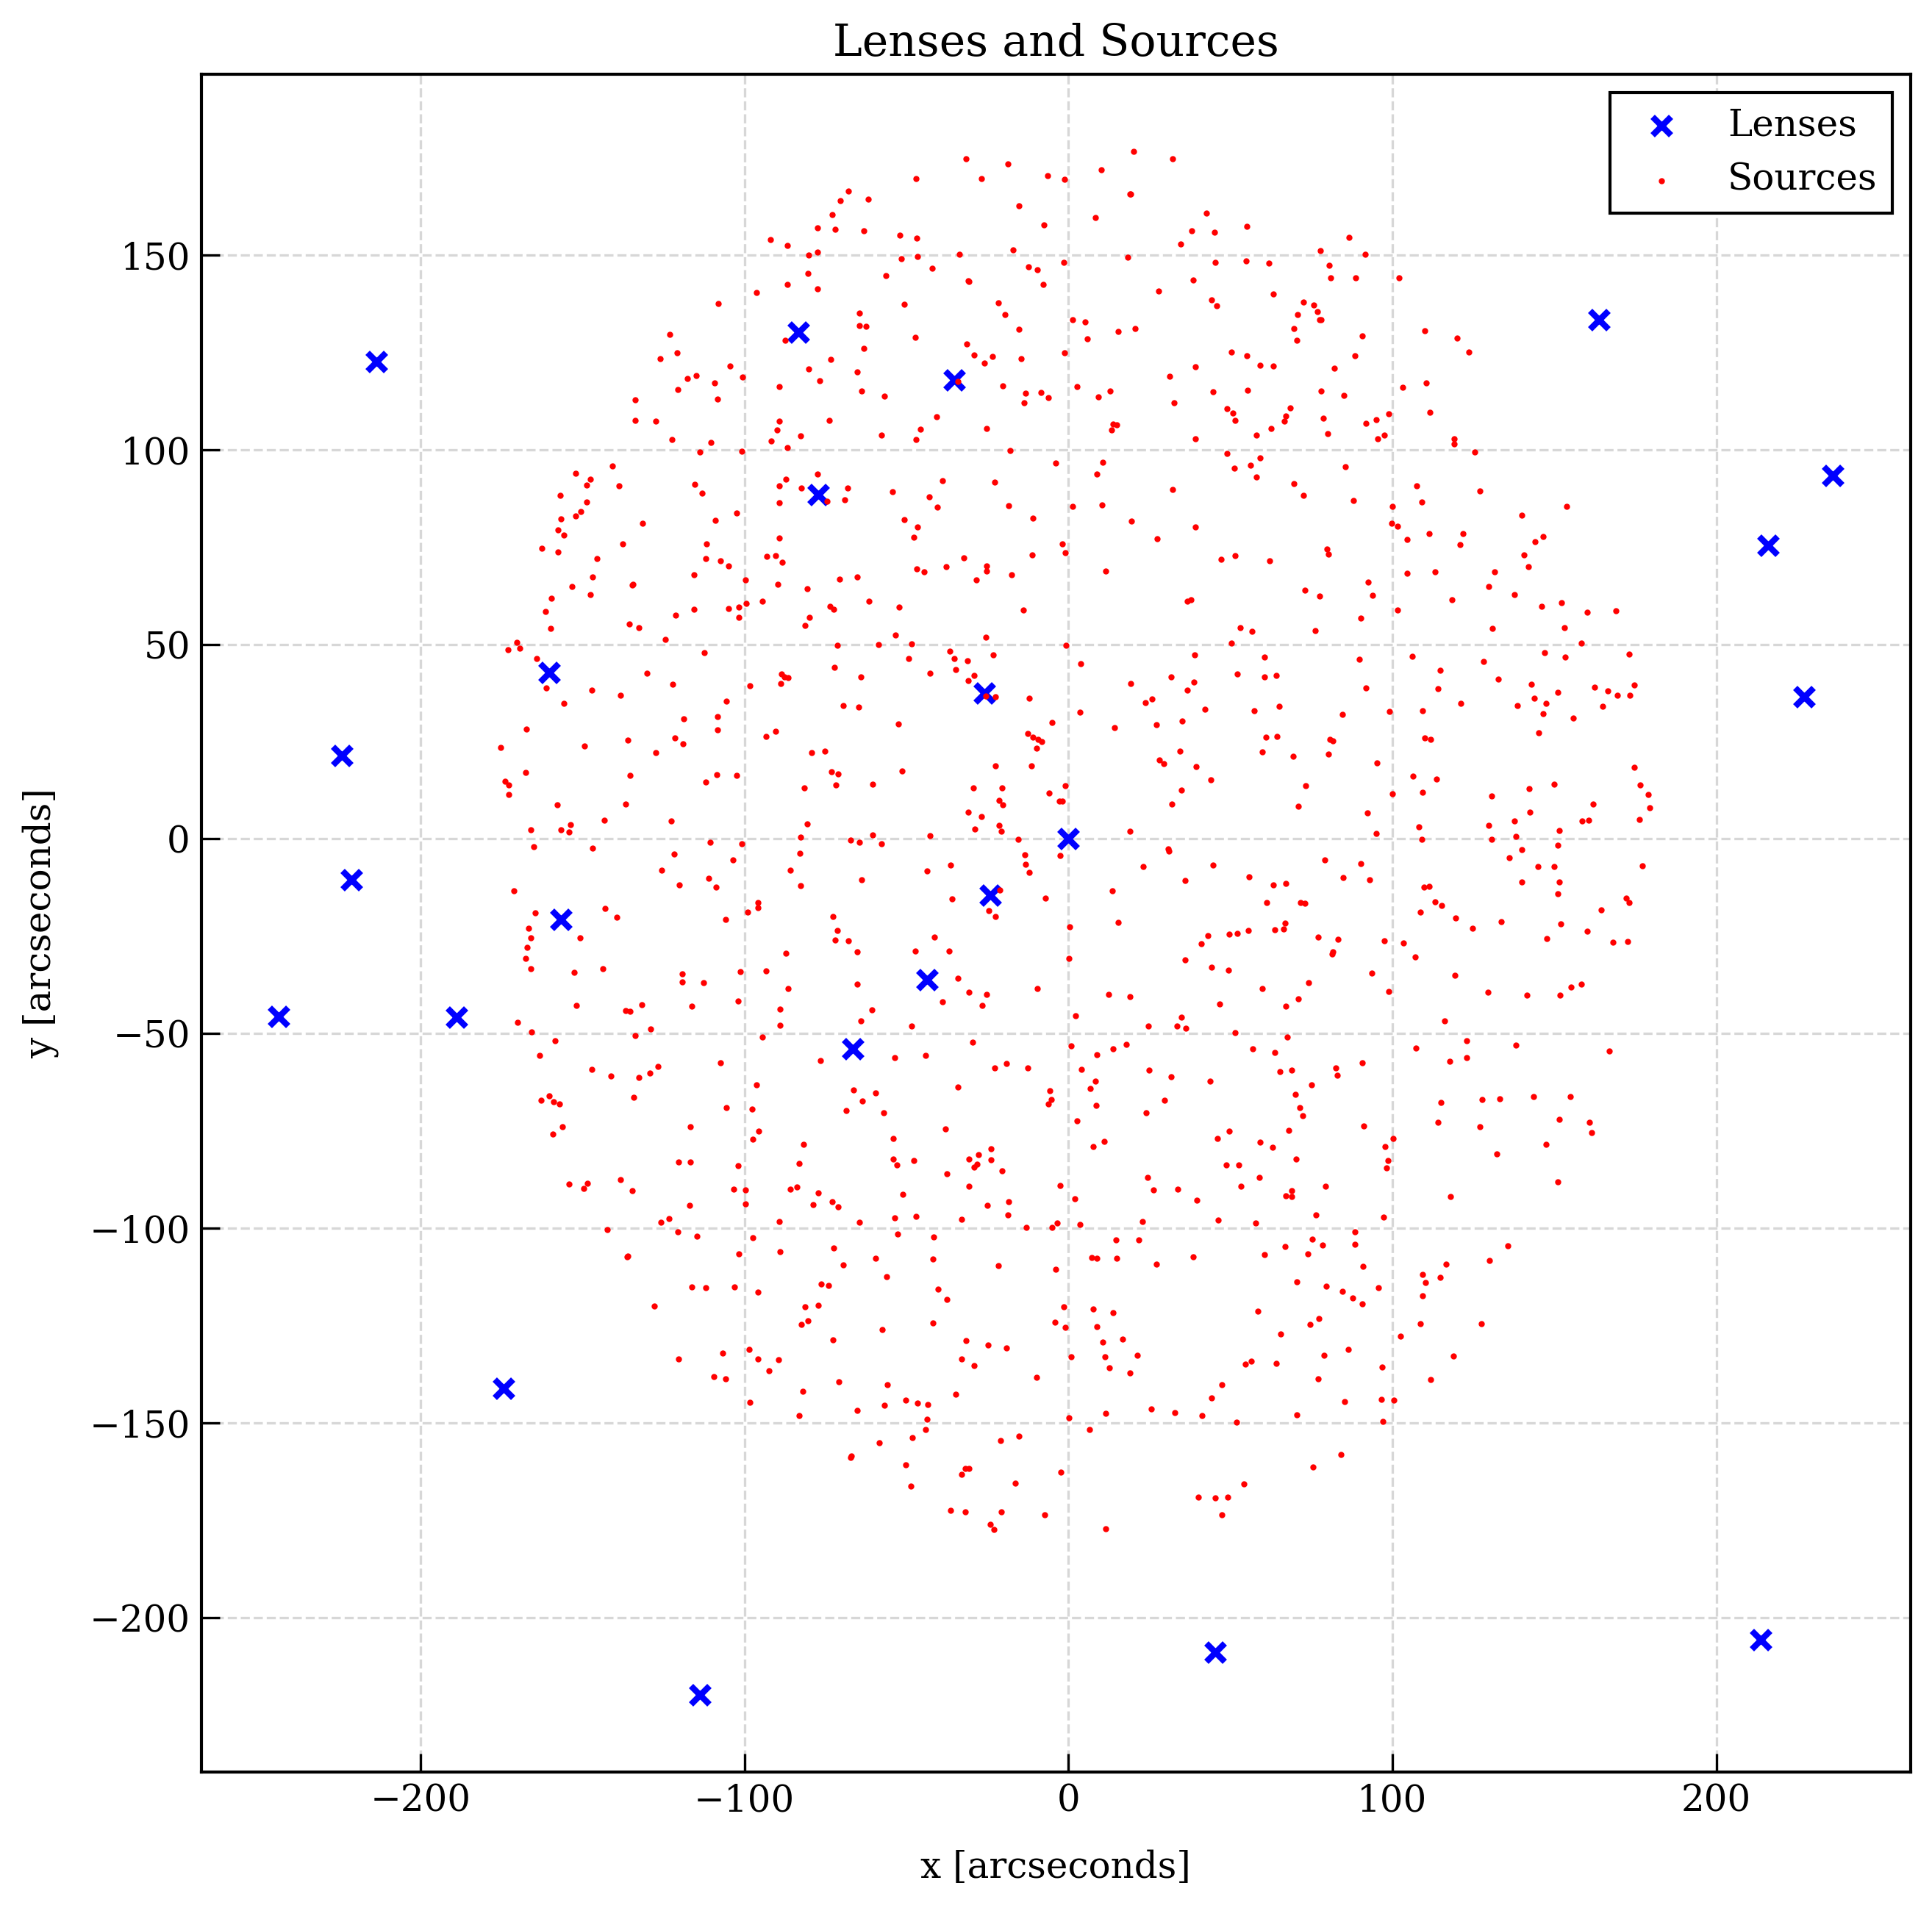 Lenses and Sources
Lenses
Sources
150
100
50
0
−50
−100
−150
−200
y [arcseconds]
−200 −100 0 100 200
x [arcseconds]